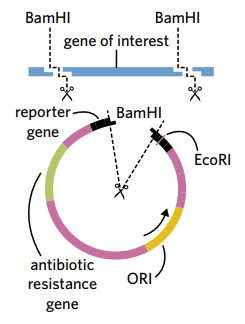 BamHI
BamHI
gene of interest
reporter
gene
BamHI
EcoRI
antibiotic
resistance
gene
ORI